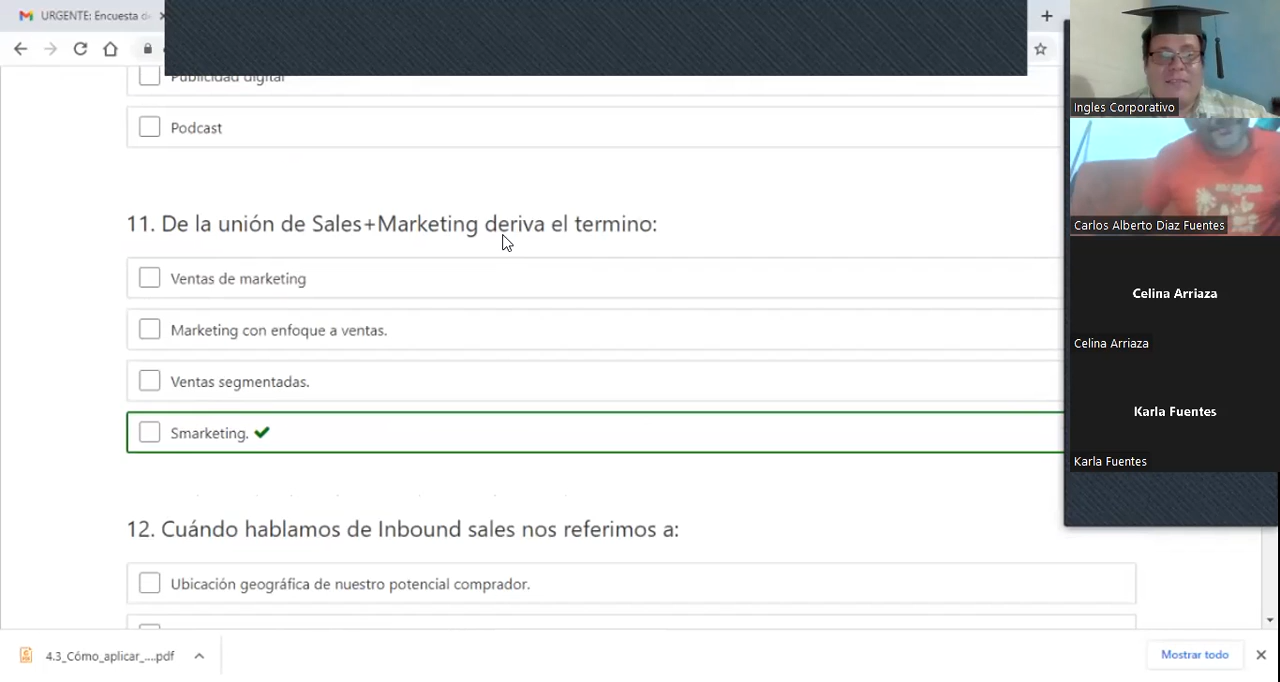 URGENTE: Encuesta d
Publicidad digital
Podcast
11. De la unión de Sales+Marketing deriva el termino:
Ventas de marketing
Marketing con enfoque a ventas.
Ventas segmentadas.
Smarketing.
12. Cuándo hablamos de Inbound sales nos referimos a:
Ubicación geográfica de nuestro potencial comprador.
4.3_Cómo_aplicar_....pdf
Mostrar todo
Ingles Corporativo
Carlos Alberto Diaz Fuentes
Celina Arriaza
Celina Arriaza
Karla Fuentes
Karla Fuentes